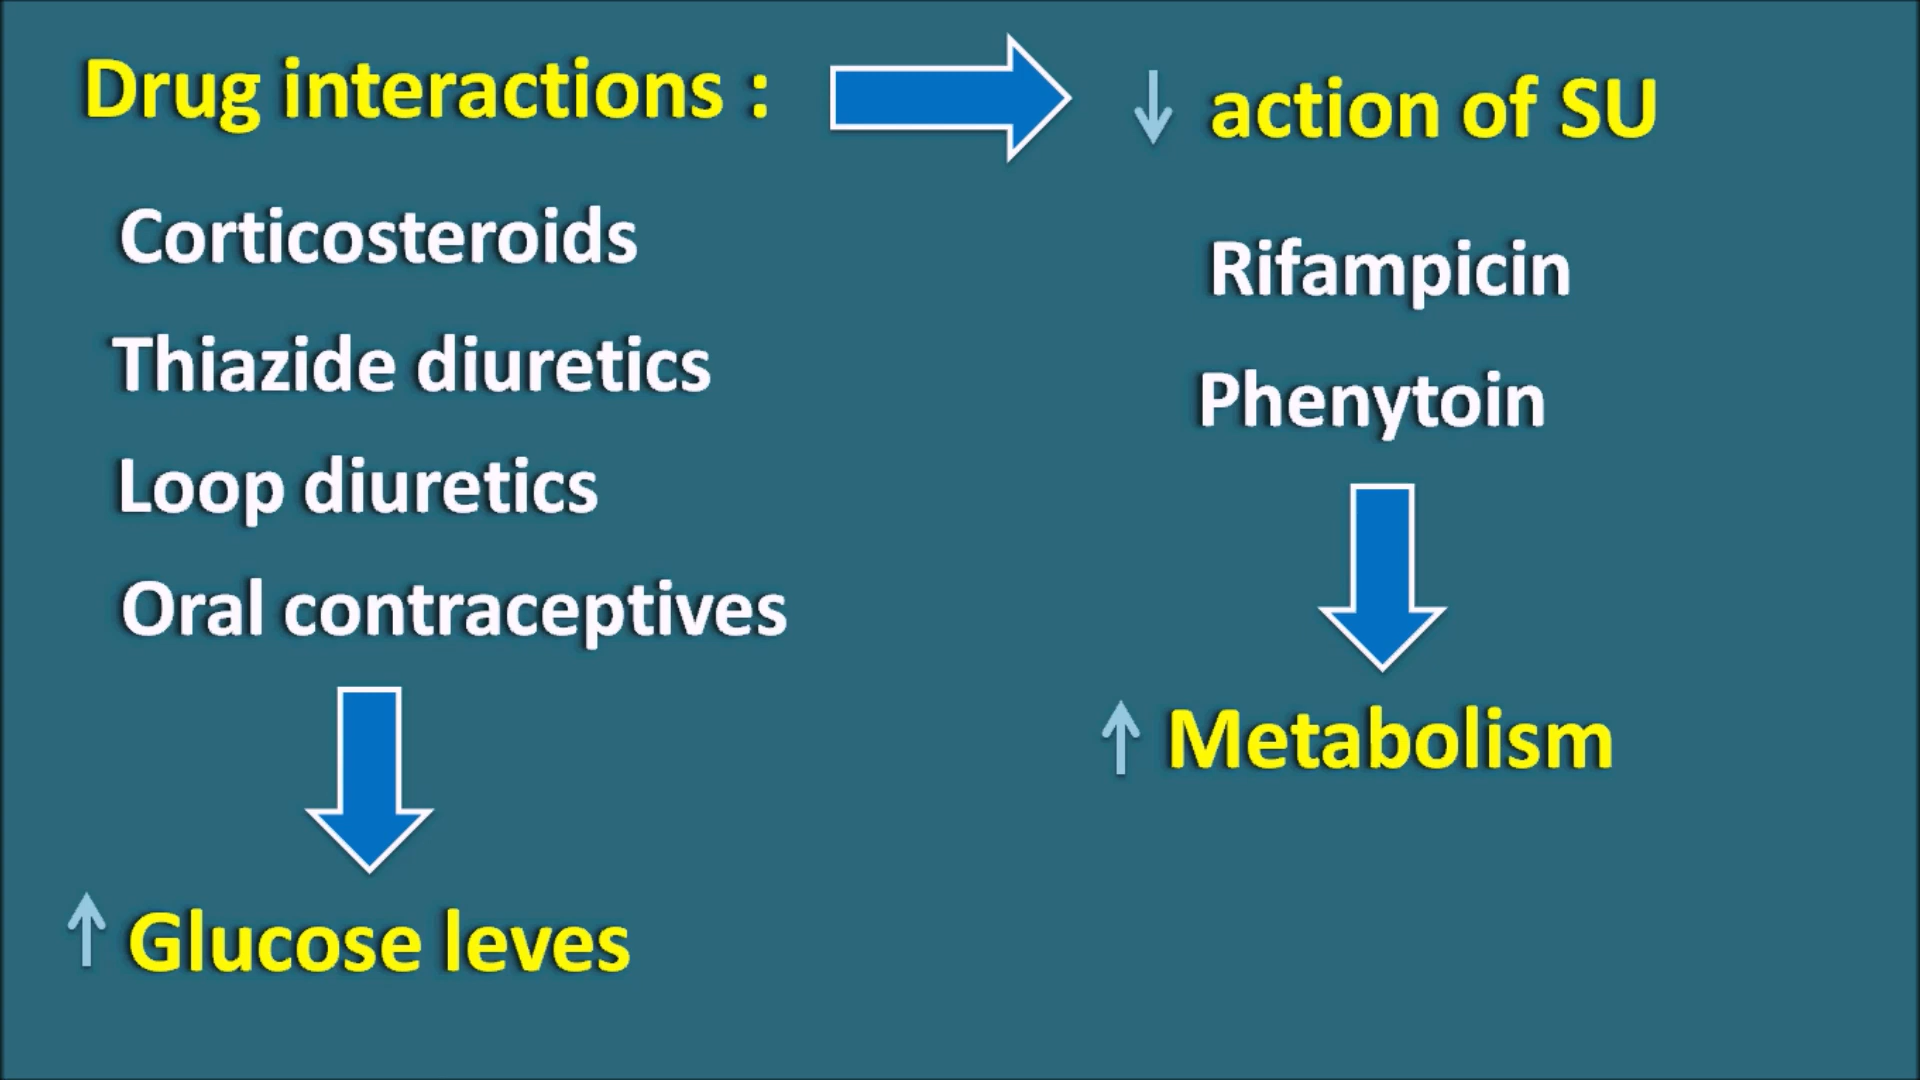 Drug interactions :
Corticosteroids
Thiazide diuretics
Loop diuretics
Oral contraceptives
↑ Glucose leves
↓ action of SU
Rifampicin
Phenytoin
↑ Metabolism